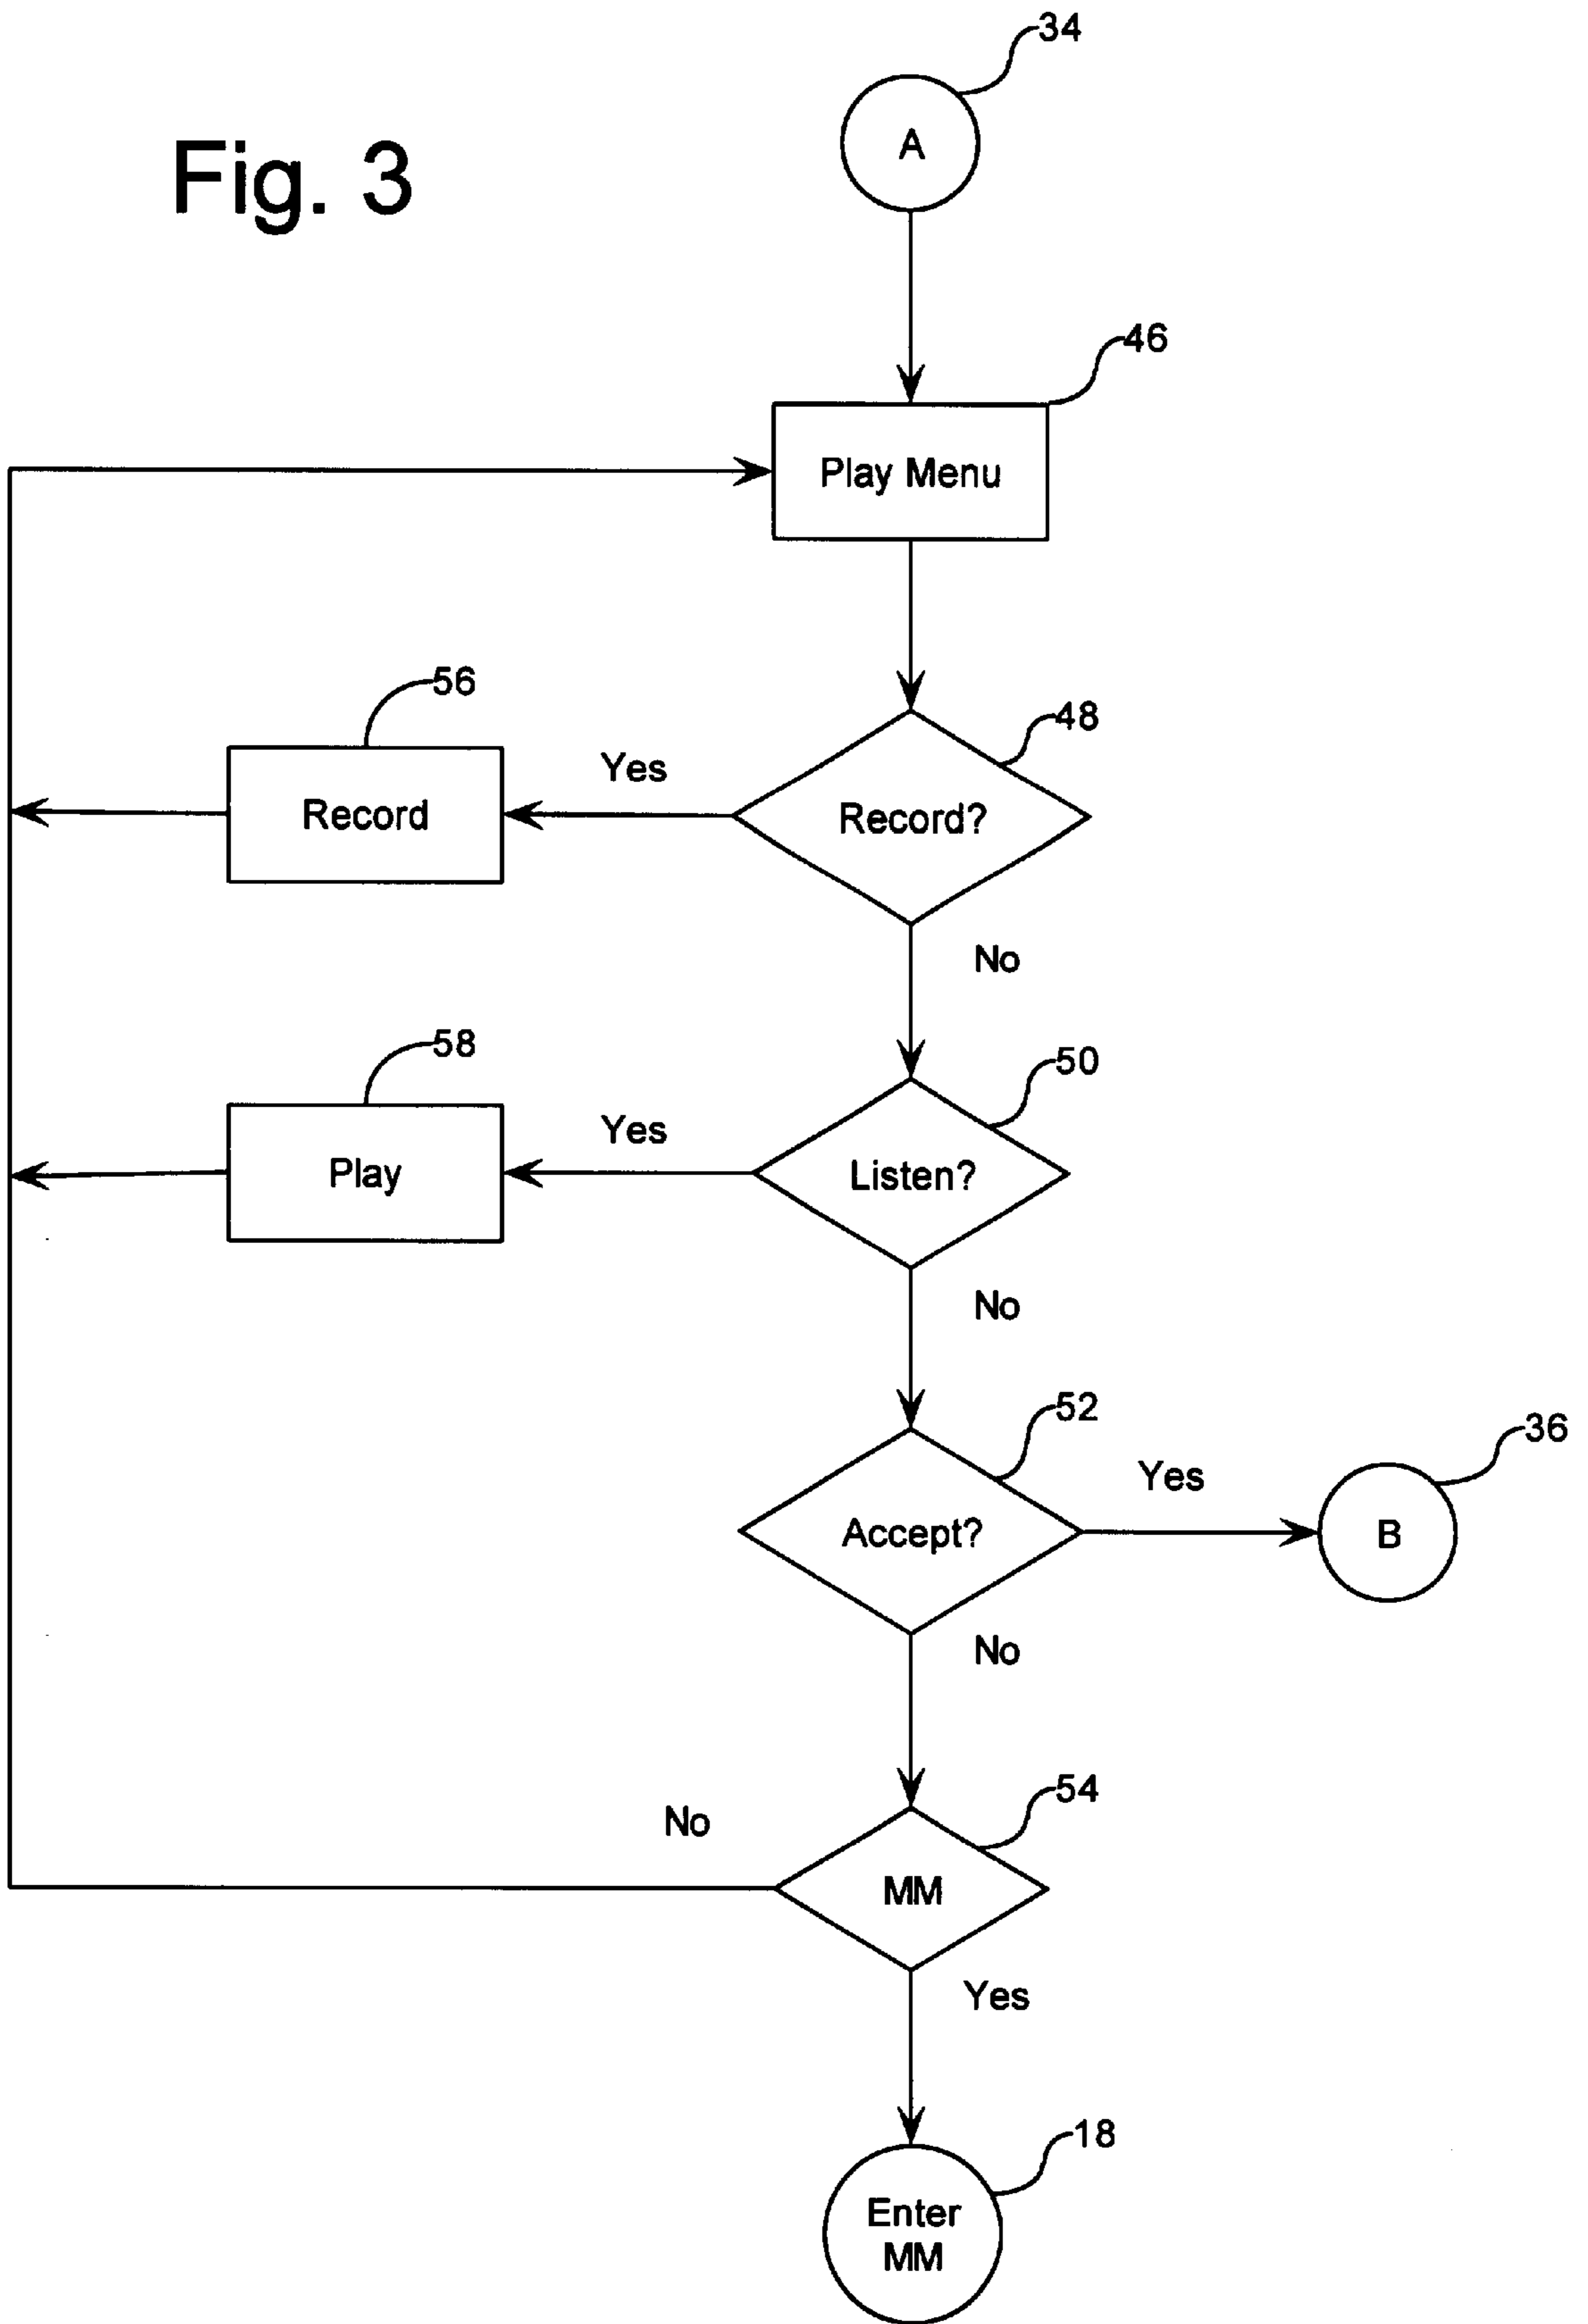 Fig. 3
34
A
46
Play Menu
56
48
Record
Yes
Record?
No
58
50
Play
Yes
Listen?
No
52
36
Accept?
Yes
B
No
54
No
MM
Yes
18
Enter
MM